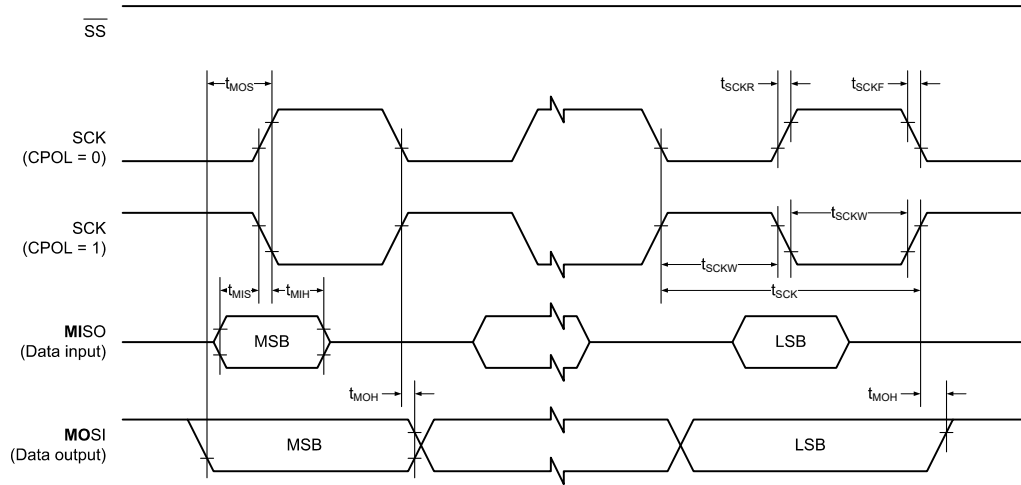 SS
tMOS
tSCKR
tSCKF
SCK
(CPOL = 0)
SCK
(CPOL = 1)
tSCKW
tSCKW
tSCK
tMIS
tMIH
MISO
(Data input)
MSB
LSB
tMOH
tMOH
MOSI
(Data output)
MSB
LSB